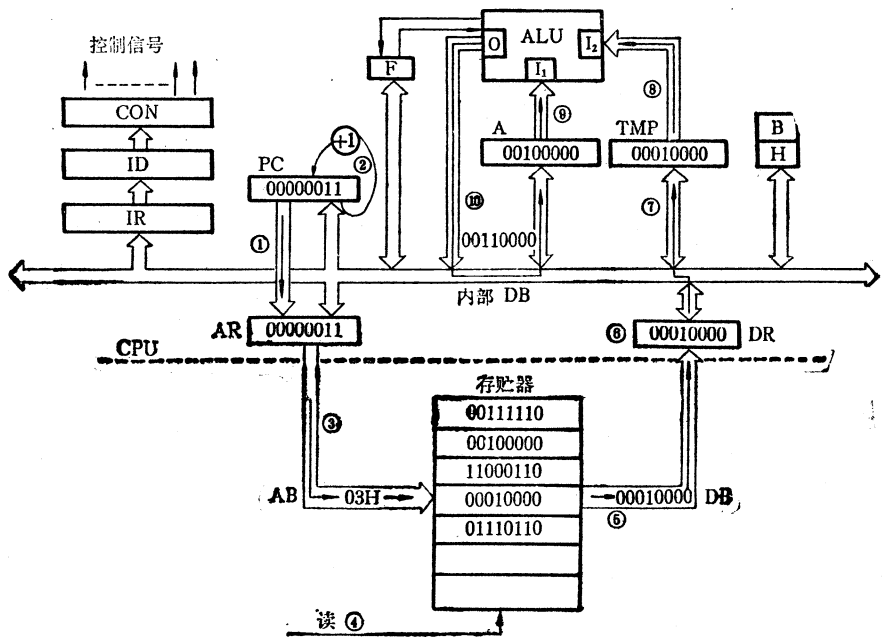 控制信号
CON
ID
IR
PC
+1
②
00000011
①
F
O
ALU
I₂
I₁
⑧
⑨
A
00100000
TMP
00010000
B
H
⑩
⑦
00110000
内部 DB
AR
00000011
⑥
00010000
DR
CPU
存贮器
00111110
00100000
11000110
00010000
01110110
③
AB
03H
00010000
DB
⑤
读 ④